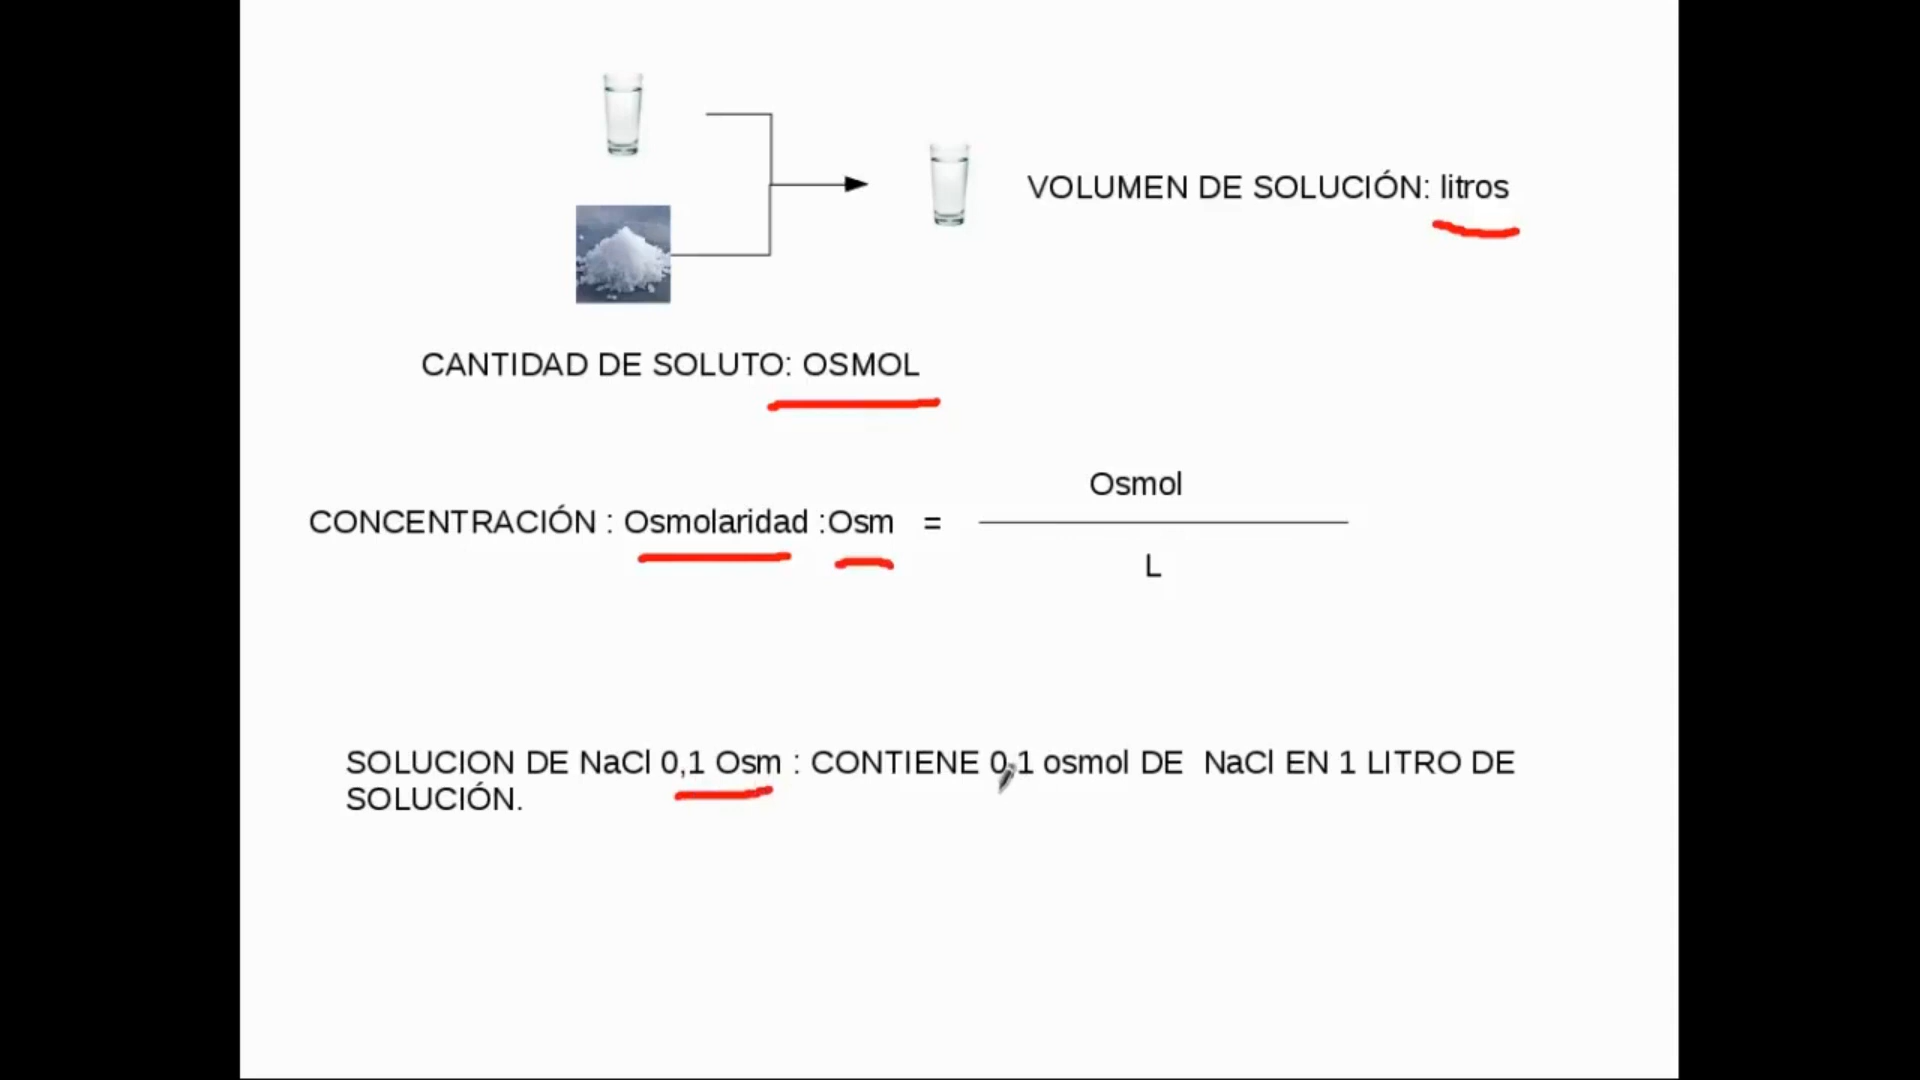 VOLUMEN DE SOLUCIÓN: litros
CANTIDAD DE SOLUTO: OSMOL
Osmol
CONCENTRACIÓN : Osmolaridad :Osm =
L
SOLUCION DE NaCl 0,1 Osm : CONTIENE 0,1 osmol DE NaCl EN 1 LITRO DE
SOLUCIÓN.